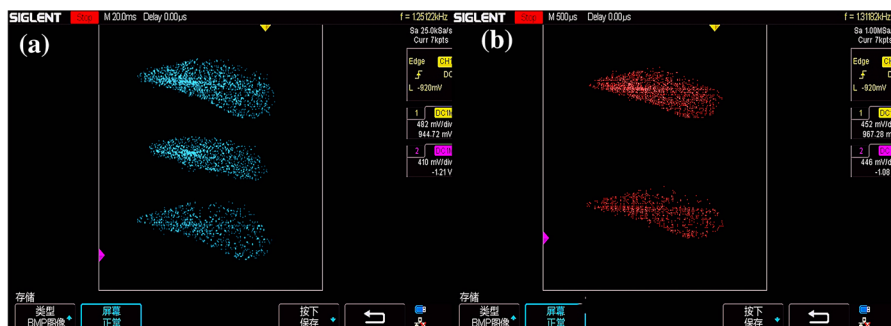 SIGLENT Stop M 20.0ms Delay 0.00µs f = 1.25122kHz
Sa 25.0kSa/s
Curr 7kpts
(a)
Edge CH1
DC
L -920mV
1 DC1M
482 mV/div
944.72 mV
2 DC1M
410 mV/div
-1.21 V
存储
类型
BMP图像
屏幕
正常
按下
保存
SIGLENT Stop M 500µs Delay 0.00µs f = 1.31182kHz
Sa 1.00MSa/
Curr 7kpts
(b)
Edge CH1
DC
L -920mV
1 DC1
452 mV/div
967.28 m
2 DC1
446 mV/div
-1.08
存储
类型
BMP图像
屏幕
正常
按下
保存